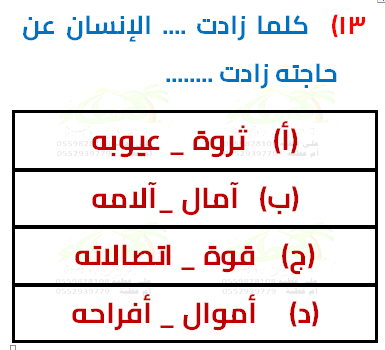 ١٣) كلما زادت .... الإنسان عن
حاجته زادت ........
(أ) ثروة _ عيوبه
(ب) آمال _ آلامه
(ج) قوة _ اتصالاته
(د) أموال _ أفراحه